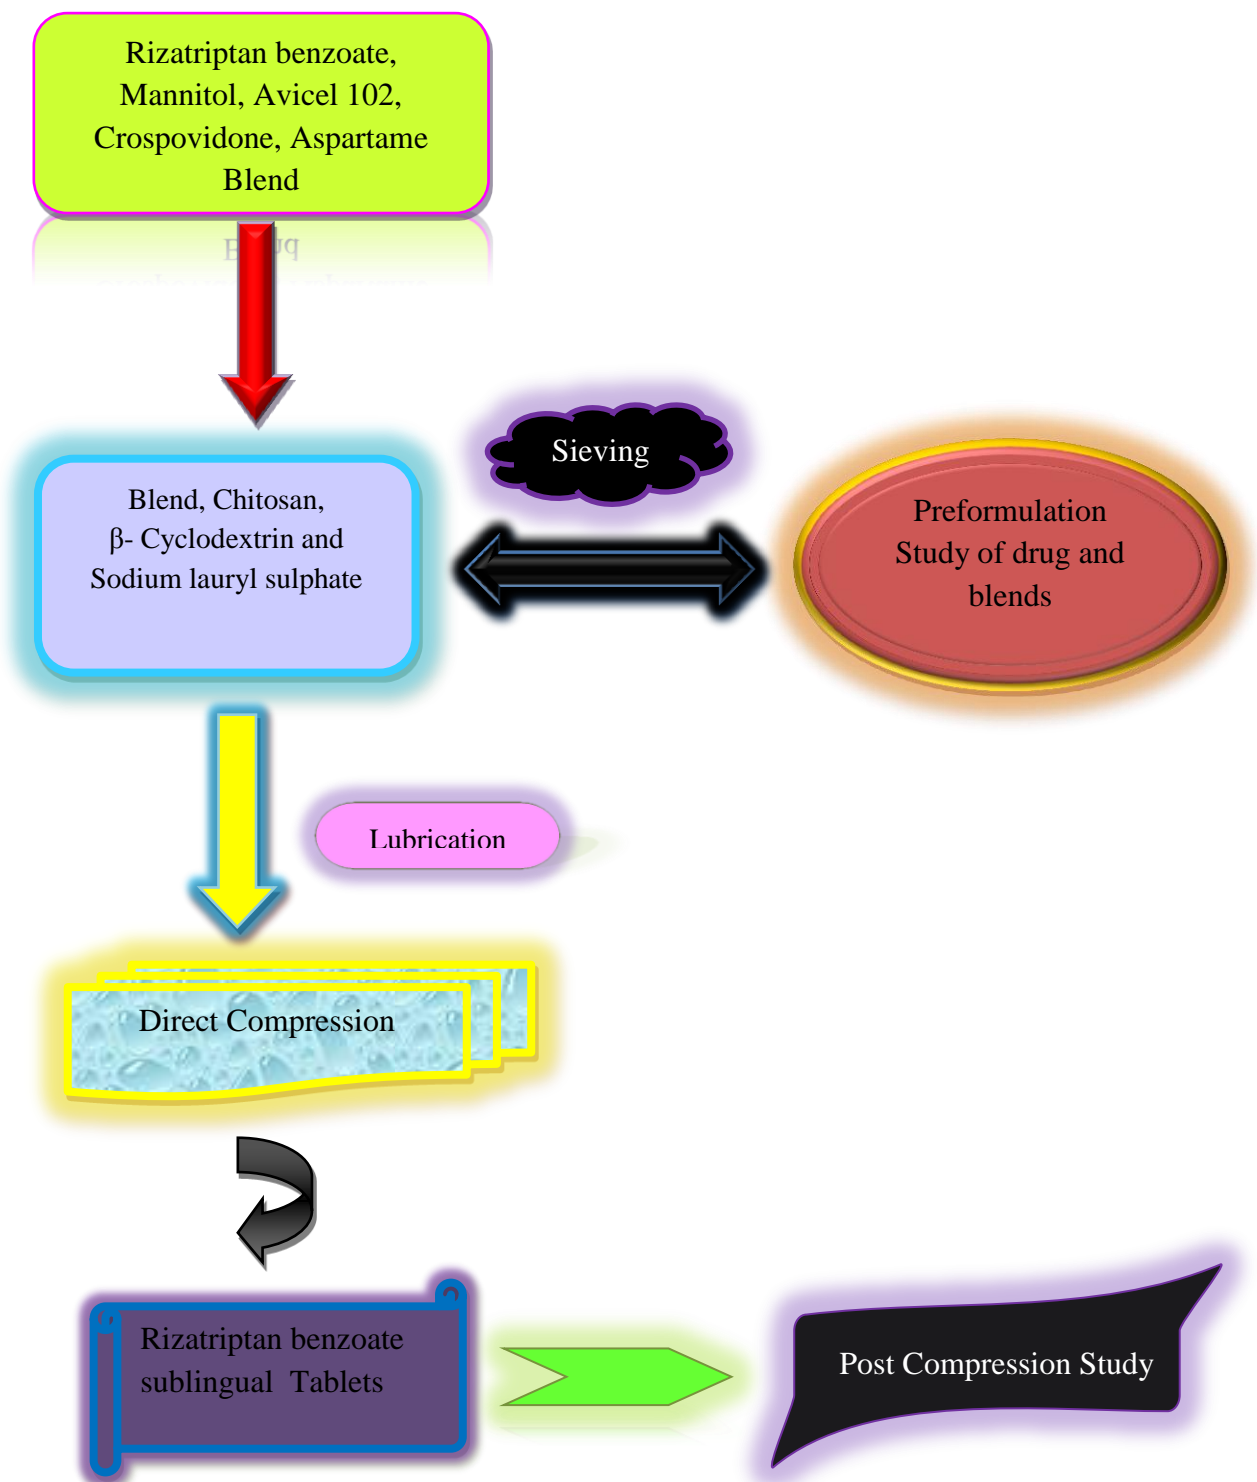 Rizatriptan benzoate,
Mannitol, Avicel 102,
Crospovidone, Aspartame
Blend
Sieving
Blend, Chitosan,
β- Cyclodextrin and
Sodium lauryl sulphate
Preformulation
Study of drug and
blends
Lubrication
Direct Compression
Rizatriptan benzoate
sublingual Tablets
Post Compression Study